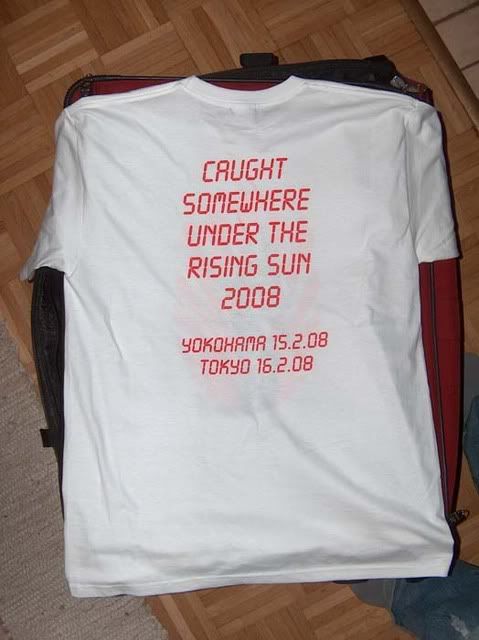 CAUGHT
SOMEWHERE
UNDER THE
RISING SUN
2008
YOKOHAMA 15.2.08
TOKYO 16.2.08